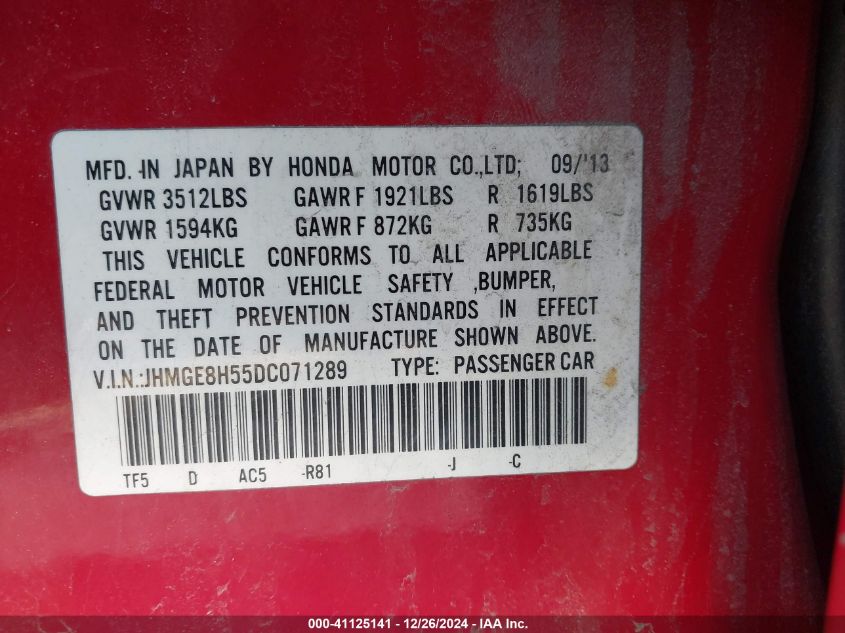 MFD. IN JAPAN BY HONDA MOTOR CO.,LTD; 09/'13
GVWR 3512LBS GAWR F 1921LBS R 1619LBS
GVWR 1594KG GAWR F 872KG R 735KG
THIS VEHICLE CONFORMS TO ALL APPLICABLE
FEDERAL MOTOR VEHICLE SAFETY ,BUMPER,
AND THEFT PREVENTION STANDARDS IN EFFECT
ON THE DATE OF MANUFACTURE SHOWN ABOVE.
V.I.N.:JHMGE8H55DC071289 TYPE: PASSENGER CAR
TF5 D AC5 -R81 -J -C
000-41125141 - 12/26/2024 - IAA Inc.